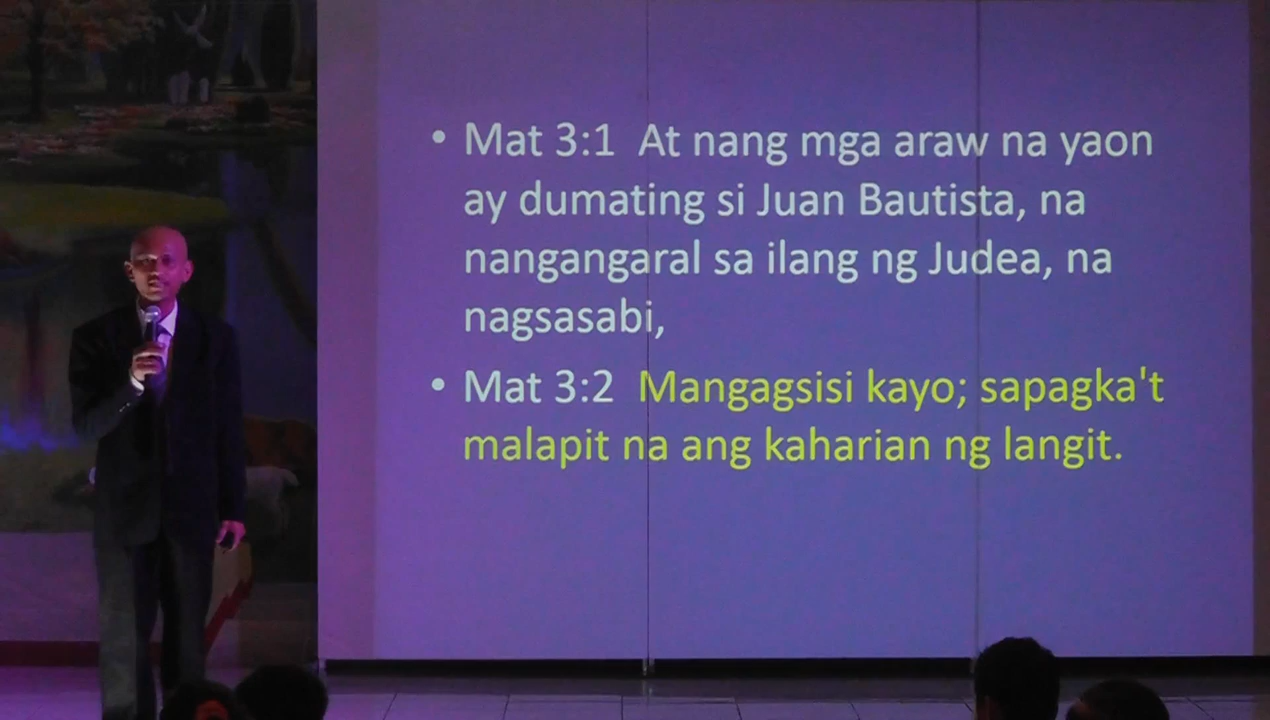 • Mat 3:1 At nang mga araw na yaon
ay dumating si Juan Bautista, na
nangangaral sa ilang ng Judea, na
nagsasabi,
• Mat 3:2 Mangagsisi kayo; sapagka't
malapit na ang kaharian ng langit.